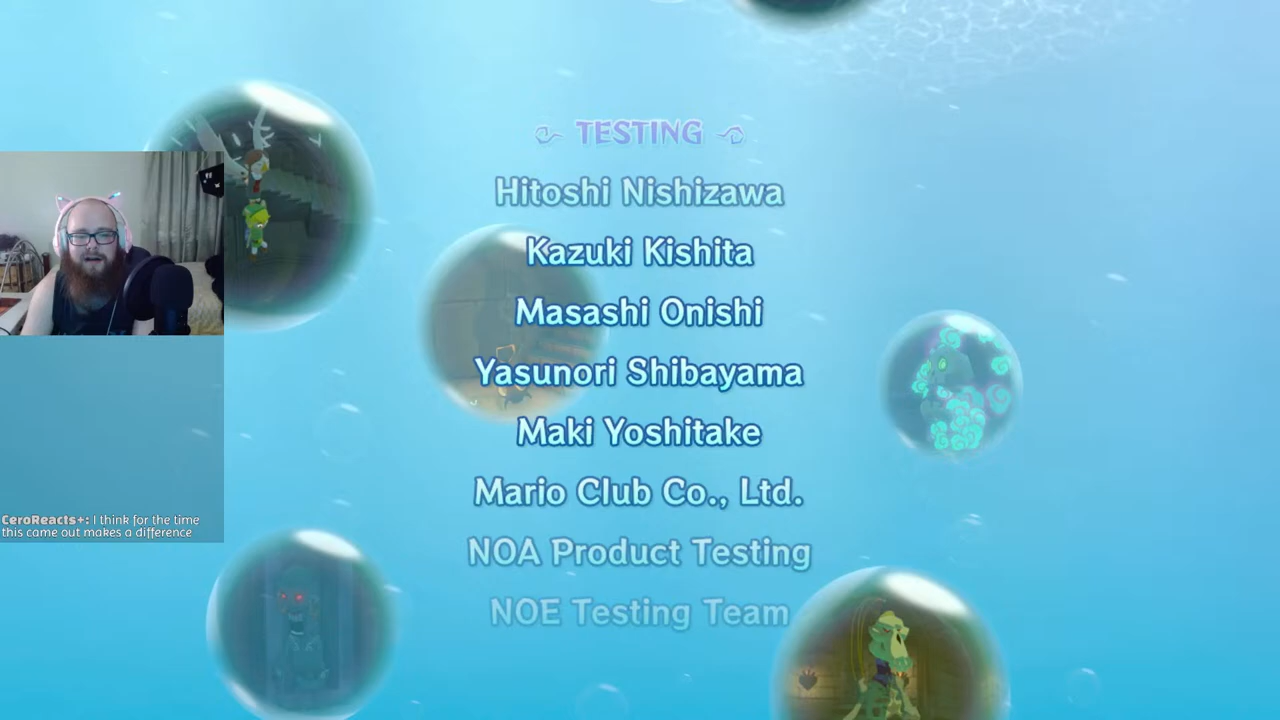 TESTING
Hitoshi Nishizawa
Kazuki Kishita
Masashi Onishi
Yasunori Shibayama
Maki Yoshitake
Mario Club Co., Ltd.
NOA Product Testing
NOE Testing Team
CeroReacts+: I think for the time
this came out makes a difference